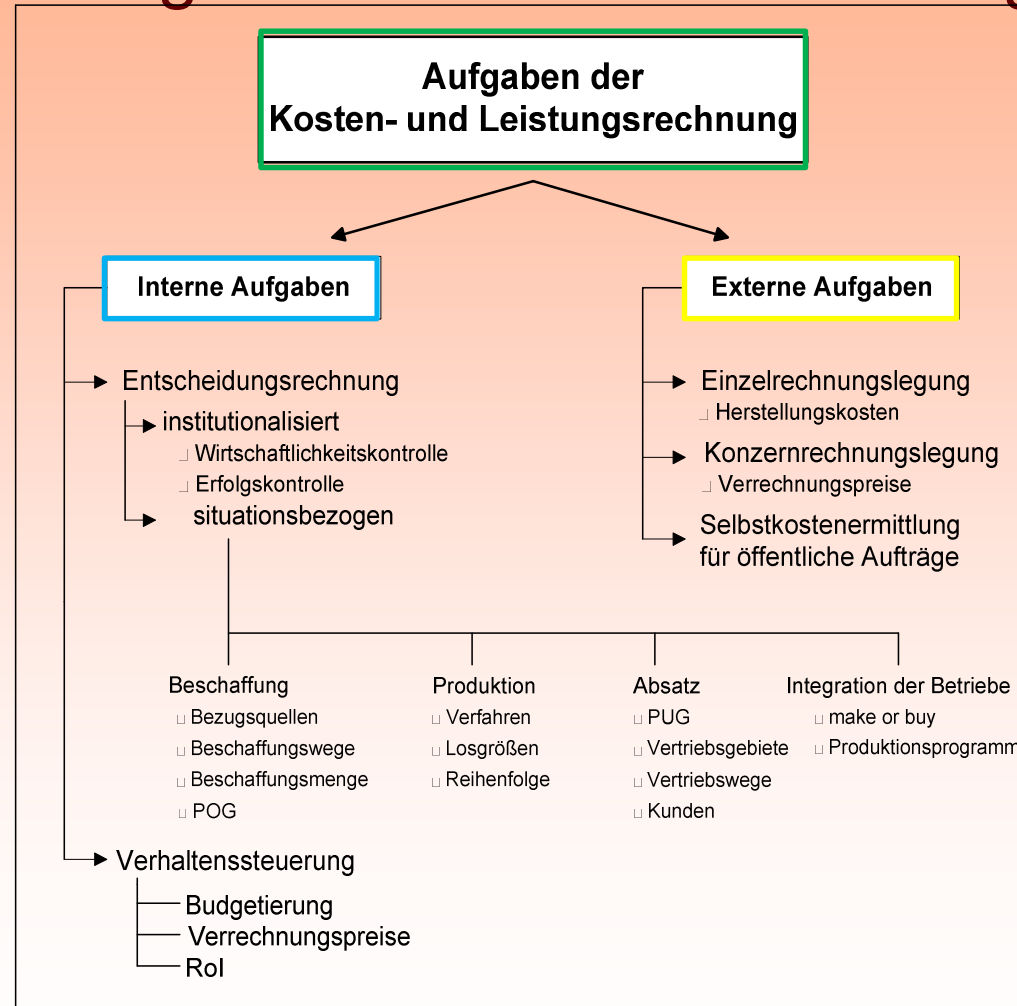 Aufgaben der
Kosten- und Leistungsrechnung
Interne Aufgaben
Externe Aufgaben
Entscheidungsrechnung
institutionalisiert
Wirtschaftlichkeitskontrolle
Erfolgskontrolle
situationsbezogen
Einzelrechnungslegung
Herstellungskosten
Konzernrechnungslegung
Verrechnungspreise
Selbstkostenermittlung
für öffentliche Aufträge
Beschaffung
Bezugsquellen
Beschaffungswege
Beschaffungsmenge
POG
Produktion
Verfahren
Losgrößen
Reihenfolge
Absatz
PUG
Vertriebsgebiete
Vertriebswege
Kunden
Integration der Betriebe
make or buy
Produktionsprogramm
Verhaltenssteuerung
Budgetierung
Verrechnungspreise
RoI